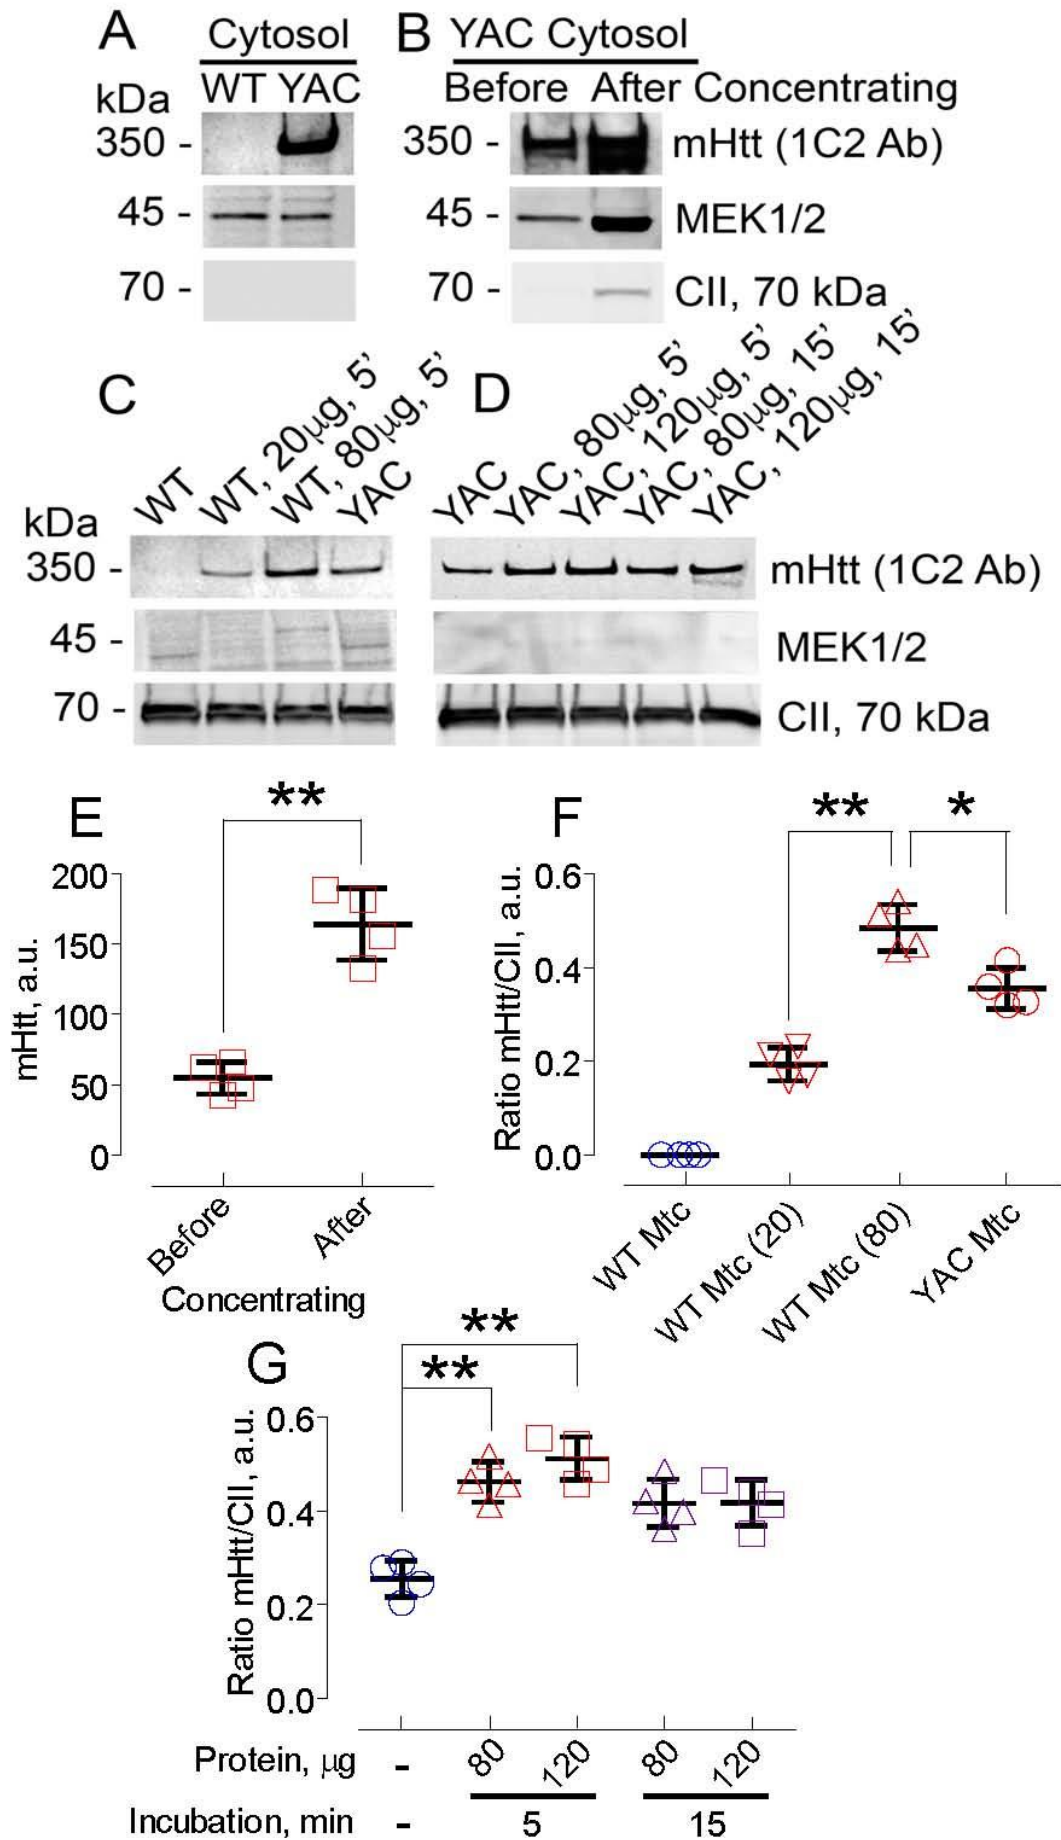 A Cytosol B YAC Cytosol
kDa WT YAC Before After Concentrating
350 - 350 - mHtt (1C2 Ab)
45 - 45 - MEK1/2
70 - 70 - CII, 70 kDa
C D
WT WT, 20μg, 5’ WT, 80μg, 5’ YAC YAC YAC, 80μg, 5’ YAC, 120μg, 5’ YAC, 80μg, 15’ YAC, 120μg, 15’
kDa
350 - mHtt (1C2 Ab)
45 - MEK1/2
70 - CII, 70 kDa
E ** F ** *
mHtt, a.u.
200
150
100
50
0
Before After
Concentrating
Ratio mHtt/CII, a.u.
0.6
0.4
0.2
0.0
WT Mtc WT Mtc (20) WT Mtc (80) YAC Mtc
G ** **
Ratio mHtt/CII, a.u.
0.6
0.4
0.2
0.0
Protein, μg - 80 120 80 120
Incubation, min - 5 15